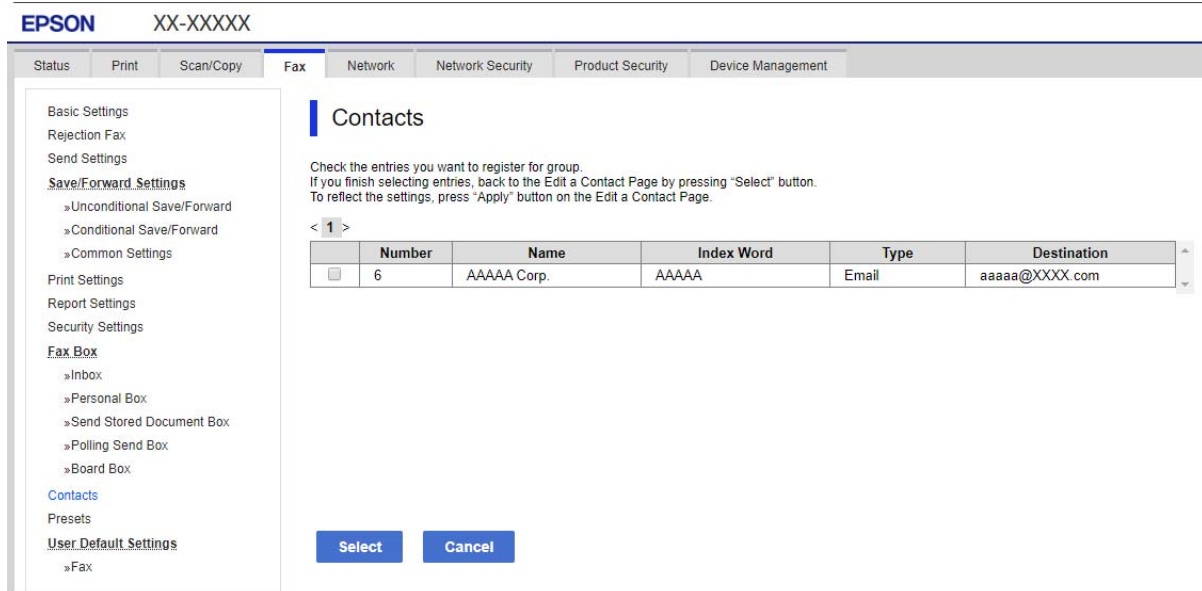 EPSON XX-XXXXX
Status Print Scan/Copy Fax Network Network Security Product Security Device Management
Basic Settings
Rejection Fax
Send Settings
Save/Forward Settings
»Unconditional Save/Forward
»Conditional Save/Forward
»Common Settings
Print Settings
Report Settings
Security Settings
Fax Box
»Inbox
»Personal Box
»Send Stored Document Box
»Polling Send Box
»Board Box
Contacts
Presets
User Default Settings
»Fax
Contacts
Check the entries you want to register for group.
If you finish selecting entries, back to the Edit a Contact Page by pressing “Select” button.
To reflect the settings, press “Apply” button on the Edit a Contact Page.
< 1 >
Number Name Index Word Type Destination
6 AAAAA Corp. AAAAA Email aaaaa@XXXX.com
Select Cancel